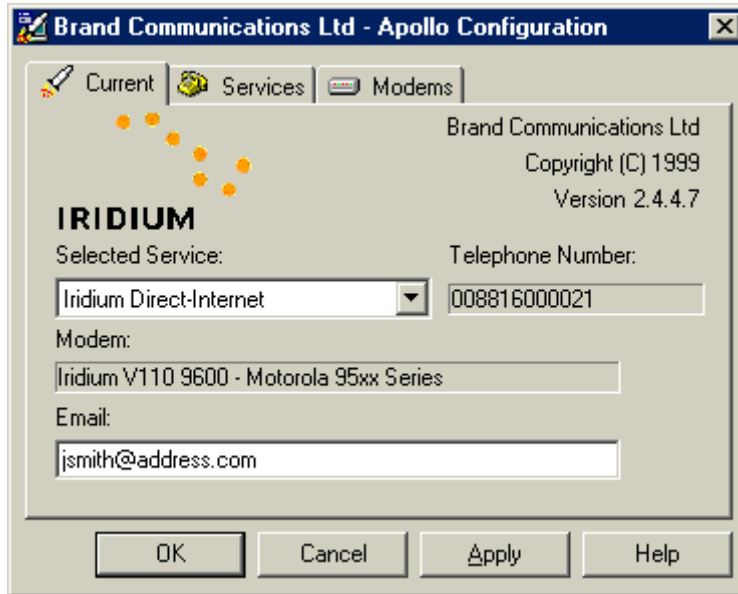 Brand Communications Ltd - Apollo Configuration
Current Services Modems
Brand Communications Ltd
Copyright (C) 1999
Version 2.4.4.7
IRIDIUM
Selected Service: Telephone Number:
Iridium Direct-Internet 008816000021
Modem:
Iridium V110 9600 - Motorola 95xx Series
Email:
jsmith@address.com
OK Cancel Apply Help